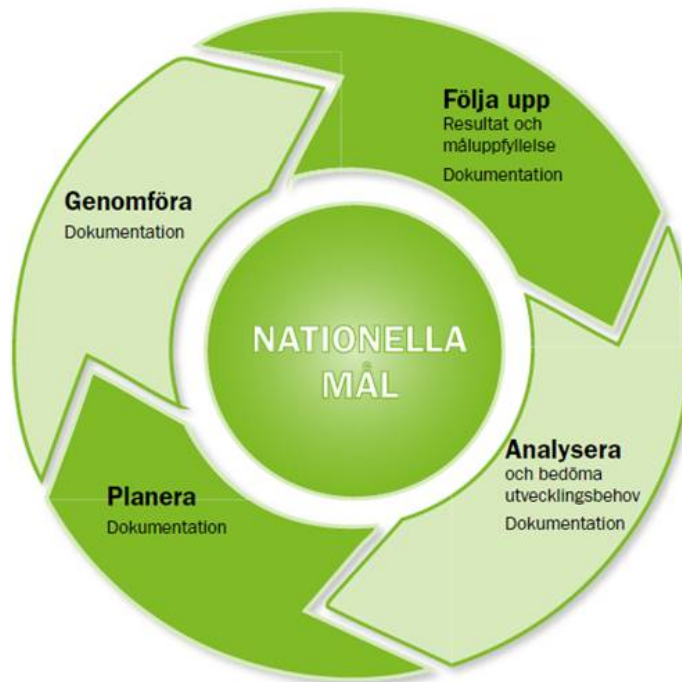 Följa upp
Resultat och
måluppfyllelse
Dokumentation
Genomföra
Dokumentation
NATIONELLA
MÅL
Analysera
och bedöma
utvecklingsbehov
Dokumentation
Planera
Dokumentation